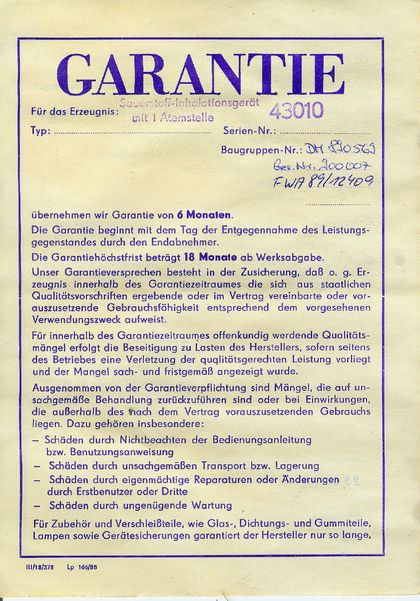 GARANTIE
Für das Erzeugnis: Sauerstoff-Inhalationsgerät 43010
mit 1 Atemstelle
Typ: Serien-Nr.:
Baugruppen-Nr.: DM 890569
Ger.Nr. 200007
FWA 89/12409
übernehmen wir Garantie von 6 Monaten.
Die Garantie beginnt mit dem Tag der Entgegennahme des Leistungs-
gegenstandes durch den Endabnehmer.
Die Garantiehöchstfrist beträgt 18 Monate ab Werksabgabe.
Unser Garantieversprechen besteht in der Zusicherung, daß o. g. Er-
zeugnis innerhalb des Garantiezeitraumes die sich aus staatlichen
Qualitätsvorschriften ergebende oder im Vertrag vereinbarte oder vor-
auszusetzende Gebrauchsfähigkeit entsprechend dem vorgesehenen
Verwendungszweck aufweist.
Für innerhalb des Garantiezeitraumes offenkundig werdende Qualitäts-
mängel erfolgt die Beseitigung zu Lasten des Herstellers, sofern seitens
des Betriebes eine Verletzung der qualitätsgerechten Leistung vorliegt
und der Mangel sach- und fristgemäß angezeigt wurde.
Ausgenommen von der Garantieverpflichtung sind Mängel, die auf un-
sachgemäße Behandlung zurückzuführen sind oder bei Einwirkungen,
die außerhalb des nach dem Vertrag vorauszusetzenden Gebrauchs
liegen. Dazu gehören insbesondere:
– Schäden durch Nichtbeachten der Bedienungsanleitung
bzw. Benutzungsanweisung
– Schäden durch unsachgemäßen Transport bzw. Lagerung
– Schäden durch eigenmächtige Reparaturen oder Änderungen
durch Erstbenutzer oder Dritte
– Schäden durch ungenügende Wartung
Für Zubehör und Verschleißteile, wie Glas-, Dichtungs- und Gummiteile,
Lampen sowie Gerätesicherungen garantiert der Hersteller nur so lange,
III/18/378 Lp 166/88